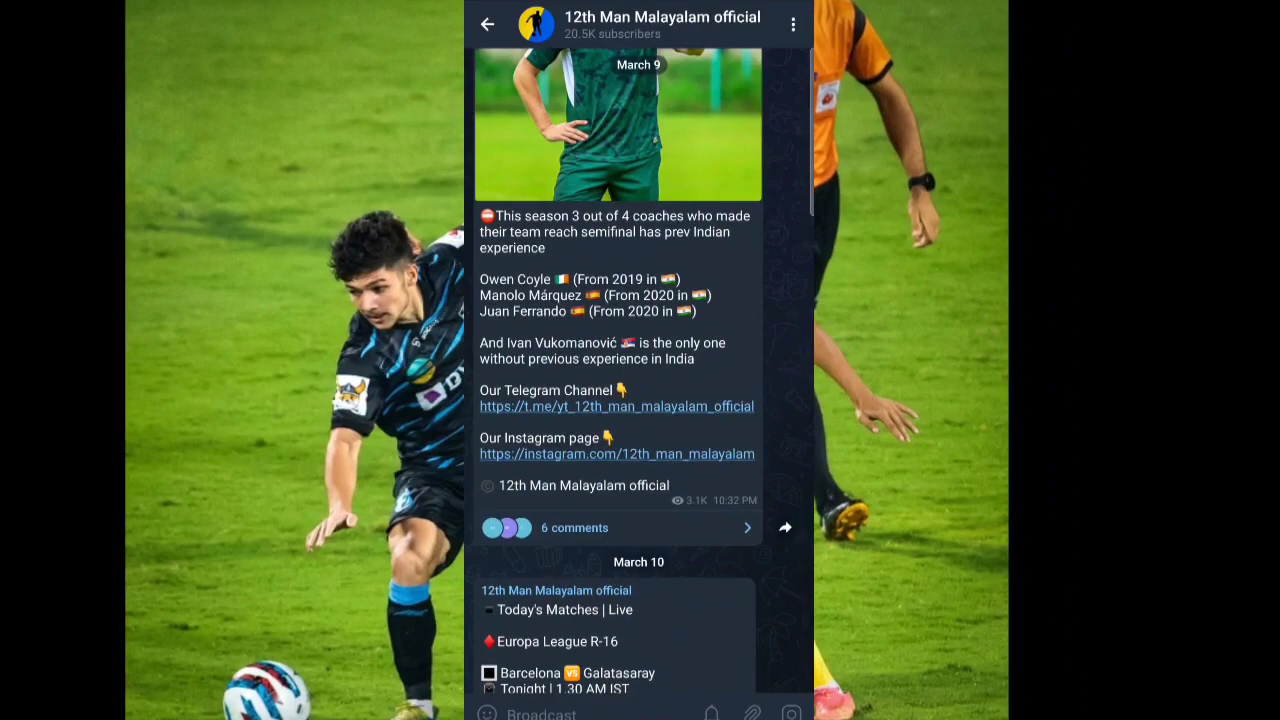 12th Man Malayalam official
20.5K subscribers
March 9
⛔This season 3 out of 4 coaches who made
their team reach semifinal has prev Indian
experience
Owen Coyle 🇮🇪 (From 2019 in 🇮🇳)
Manolo Márquez 🇪🇸 (From 2020 in 🇮🇳)
Juan Ferrando 🇪🇸 (From 2020 in 🇮🇳)
And Ivan Vukomanović 🇷🇸 is the only one
without previous experience in India
Our Telegram Channel👇
https://t.me/yt_12th_man_malayalam_official
Our Instagram page👇
https://instagram.com/12th_man_malayalam
© 12th Man Malayalam official
3.1K 10:32 PM
6 comments
March 10
12th Man Malayalam official
Today's Matches | Live
♦️Europa League R-16
🔳 Barcelona 🆚 Galatasaray
Tonight | 1.30 AM IST
Broadcast